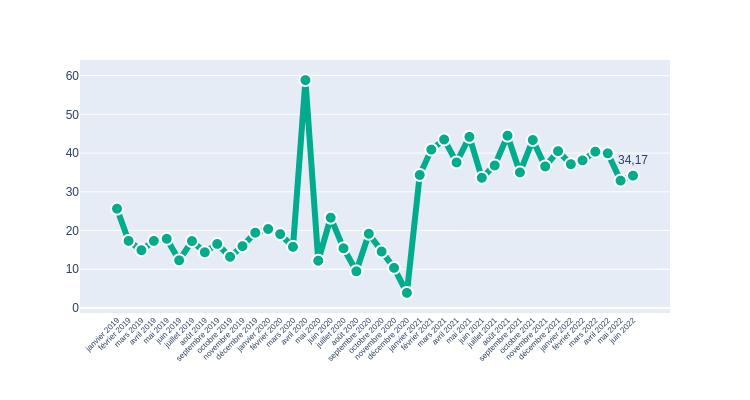 60
50
40
30
20
10
0
34,17
janvier 2019
février 2019
mars 2019
avril 2019
mai 2019
juin 2019
juillet 2019
août 2019
septembre 2019
octobre 2019
novembre 2019
décembre 2019
janvier 2020
février 2020
mars 2020
avril 2020
mai 2020
juin 2020
juillet 2020
août 2020
septembre 2020
octobre 2020
novembre 2020
décembre 2020
janvier 2021
février 2021
mars 2021
avril 2021
mai 2021
juin 2021
juillet 2021
août 2021
septembre 2021
octobre 2021
novembre 2021
décembre 2021
janvier 2022
février 2022
mars 2022
avril 2022
mai 2022
juin 2022